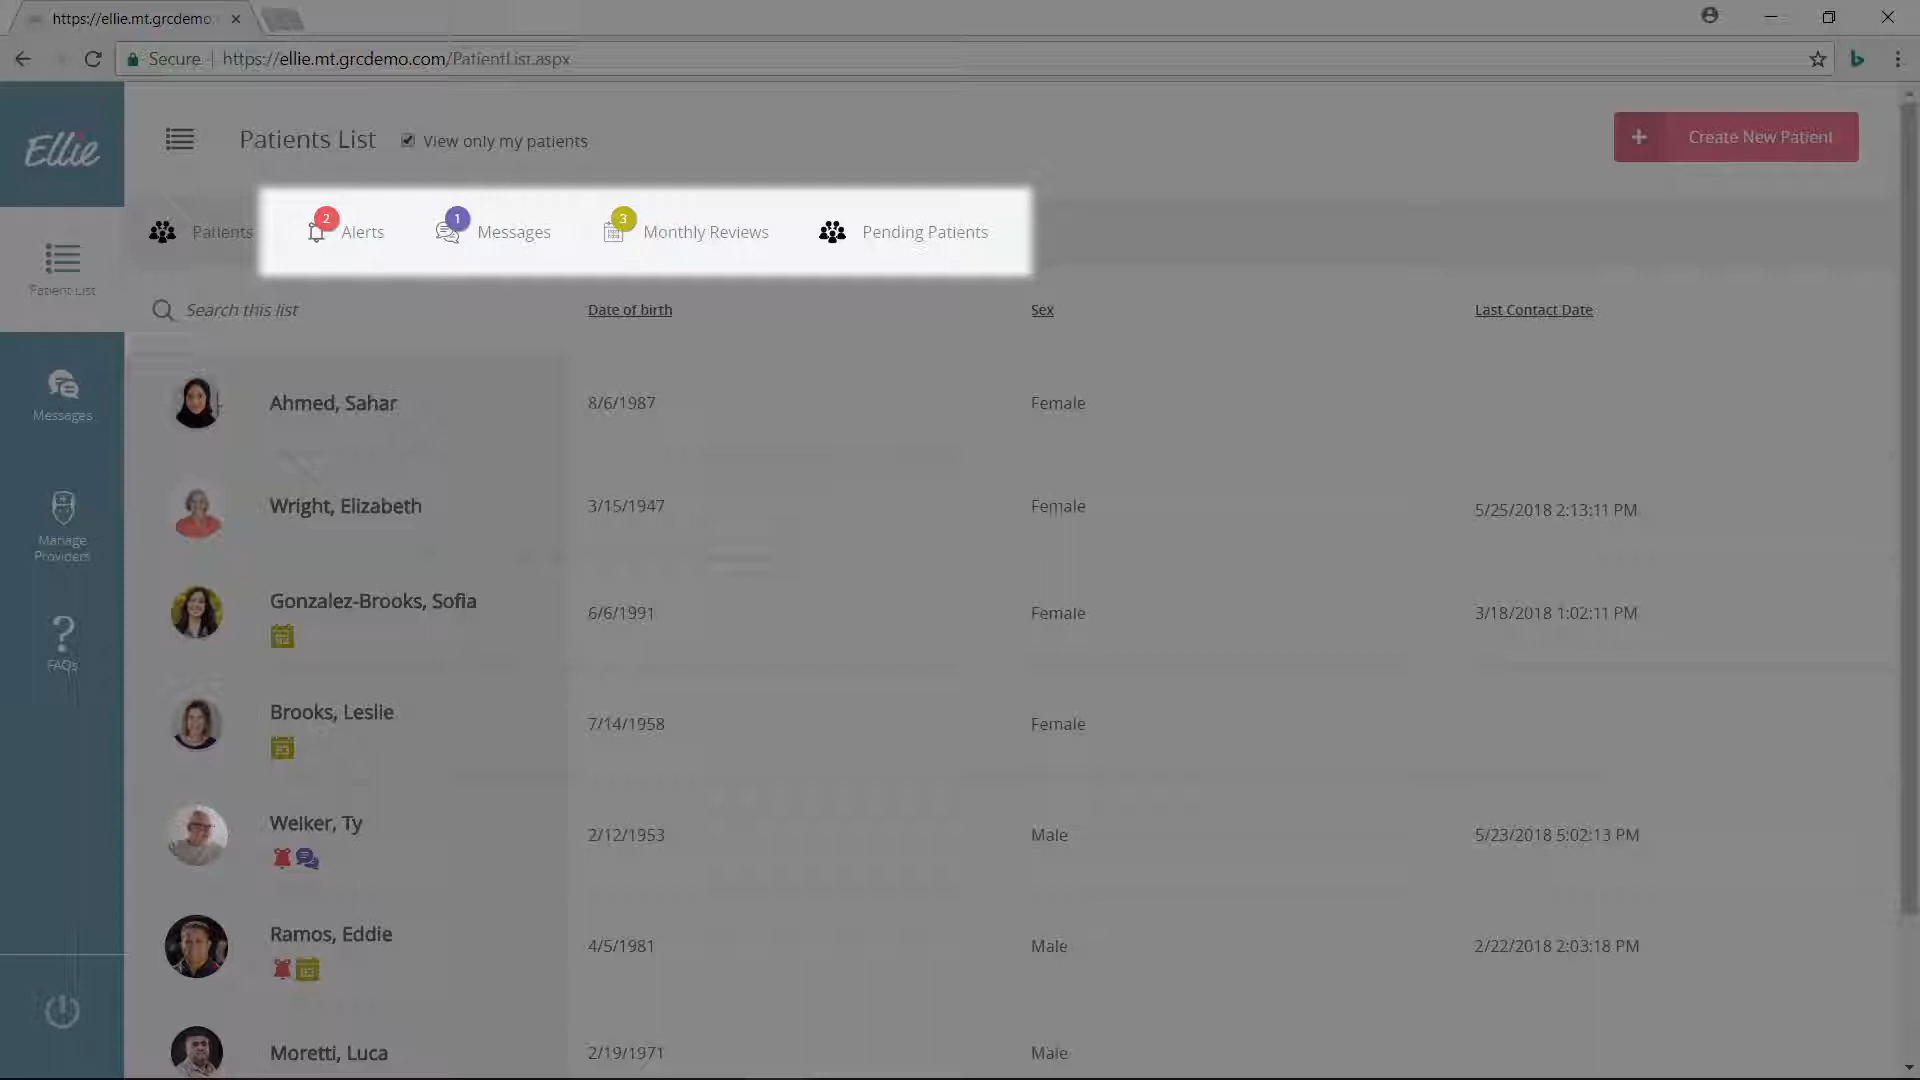 https://ellie.mt.grcdemo.
Secure | https://ellie.mt.grcdemo.com/PatientList.aspx
Ellie
Patients List
View only my patients
+ Create New Patient
Patients
2
Alerts
1
Messages
3
Monthly Reviews
Pending Patients
Patient List
Messages
Manage
Providers
FAQs
Search this list
Date of birth
Sex
Last Contact Date
Ahmed, Sahar
8/6/1987
Female
Wright, Elizabeth
3/15/1947
Female
5/25/2018 2:13:11 PM
Gonzalez-Brooks, Sofia
6/6/1991
Female
3/18/2018 1:02:11 PM
Brooks, Leslie
7/14/1958
Female
Welker, Ty
2/12/1953
Male
5/23/2018 5:02:13 PM
Ramos, Eddie
4/5/1981
Male
2/22/2018 2:03:18 PM
Moretti, Luca
2/19/1971
Male